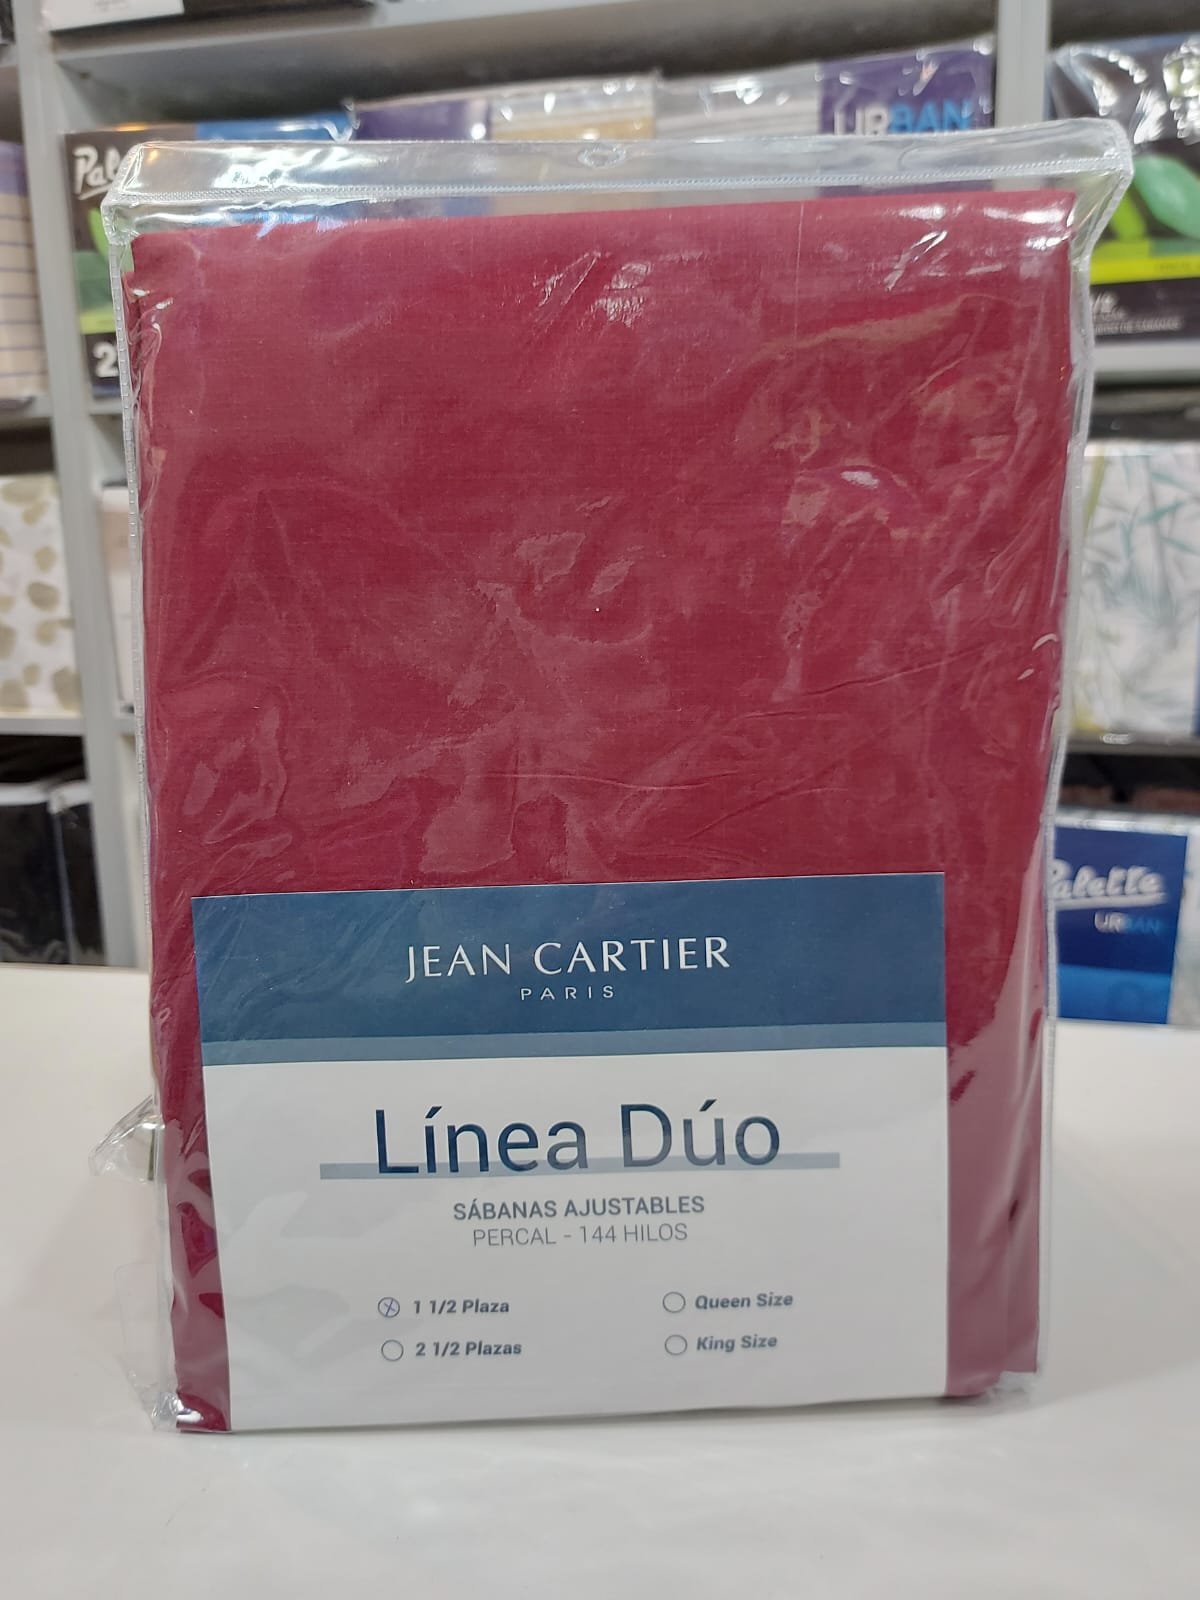 URBAN
JEAN CARTIER
PARIS
Línea Dúo
SÁBANAS AJUSTABLES
PERCAL - 144 HILOS
1 1/2 Plaza
Queen Size
2 1/2 Plazas
King Size
Palette
URBAN